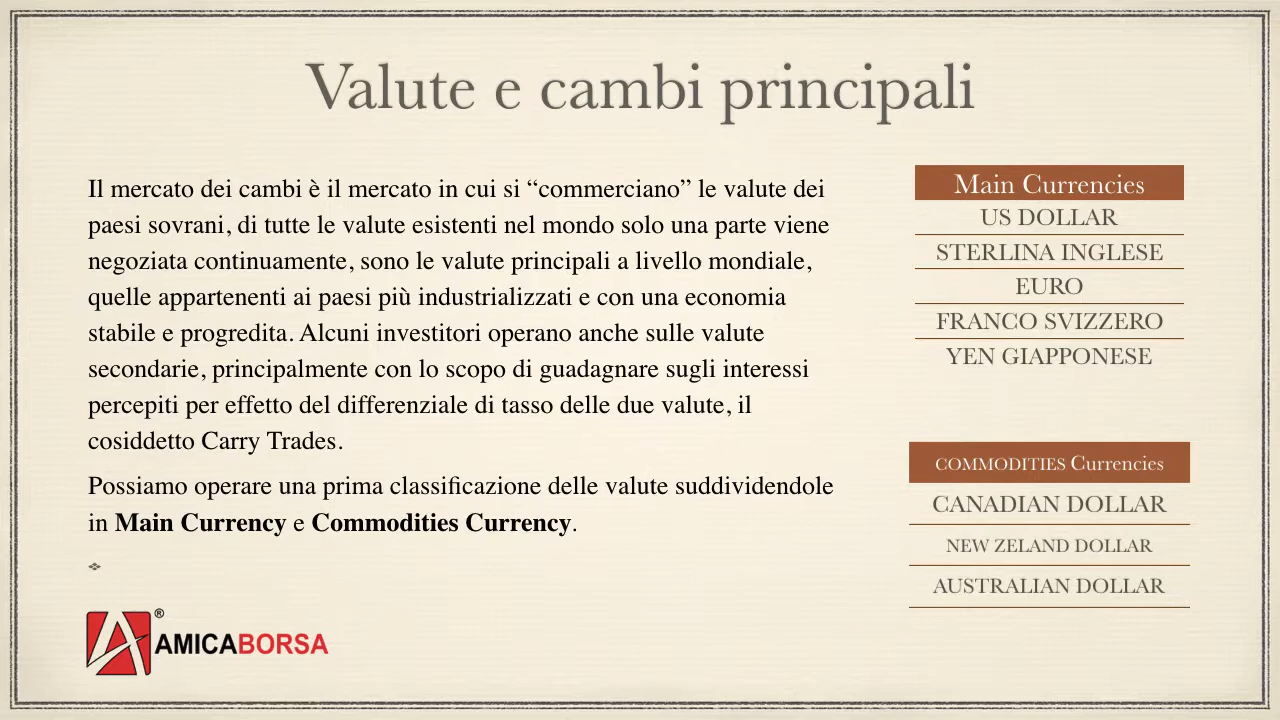 Valute e cambi principali
Il mercato dei cambi è il mercato in cui si “commerciano” le valute dei
paesi sovrani, di tutte le valute esistenti nel mondo solo una parte viene
negoziata continuamente, sono le valute principali a livello mondiale,
quelle appartenenti ai paesi più industrializzati e con una economia
stabile e progredita. Alcuni investitori operano anche sulle valute
secondarie, principalmente con lo scopo di guadagnare sugli interessi
percepiti per effetto del differenziale di tasso delle due valute, il
cosiddetto Carry Trades.
Possiamo operare una prima classificazione delle valute suddividendole
in Main Currency e Commodities Currency.
Main Currencies
US DOLLAR
STERLINA INGLESE
EURO
FRANCO SVIZZERO
YEN GIAPPONESE
COMMODITIES Currencies
CANADIAN DOLLAR
NEW ZELAND DOLLAR
AUSTRALIAN DOLLAR
®
AMICABORSA